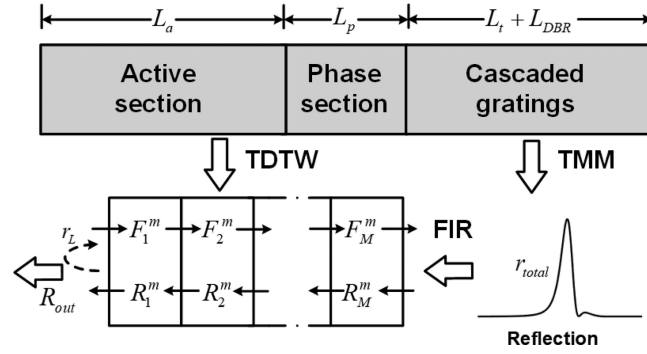 L_a L_p L_t + L_DBR
Active section Phase section Cascaded gratings
TDTW TMM
r_L F_1^m F_2^m F_M^m FIR r_total
R_out R_1^m R_2^m R_M^m
Reflection